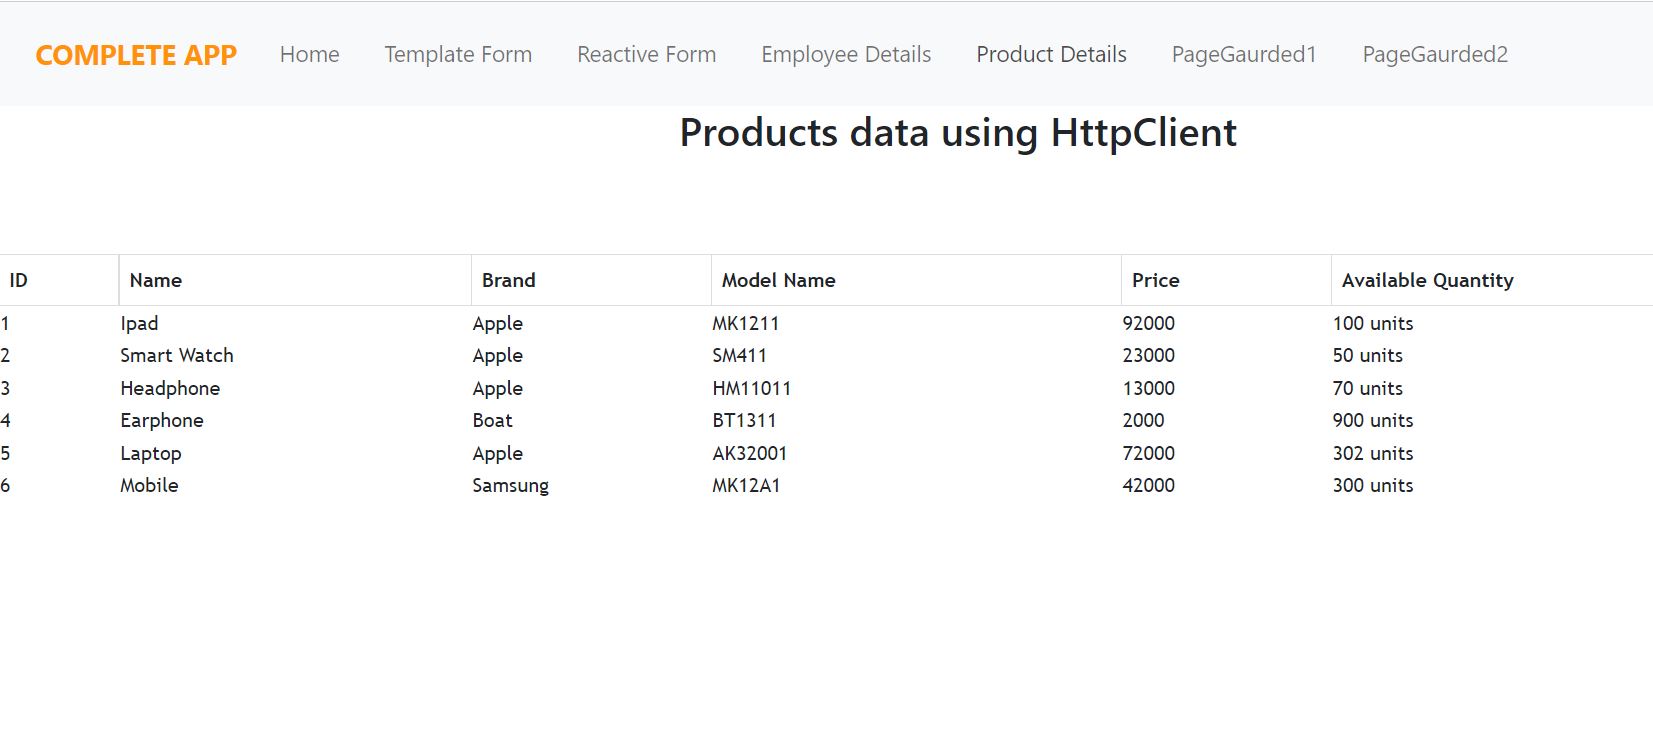 COMPLETE APP Home Template Form Reactive Form Employee Details Product Details PageGaurded1 PageGaurded2
Products data using HttpClient
ID Name Brand Model Name Price Available Quantity
1 Ipad Apple MK1211 92000 100 units
2 Smart Watch Apple SM411 23000 50 units
3 Headphone Apple HM11011 13000 70 units
4 Earphone Boat BT1311 2000 900 units
5 Laptop Apple AK32001 72000 302 units
6 Mobile Samsung MK12A1 42000 300 units